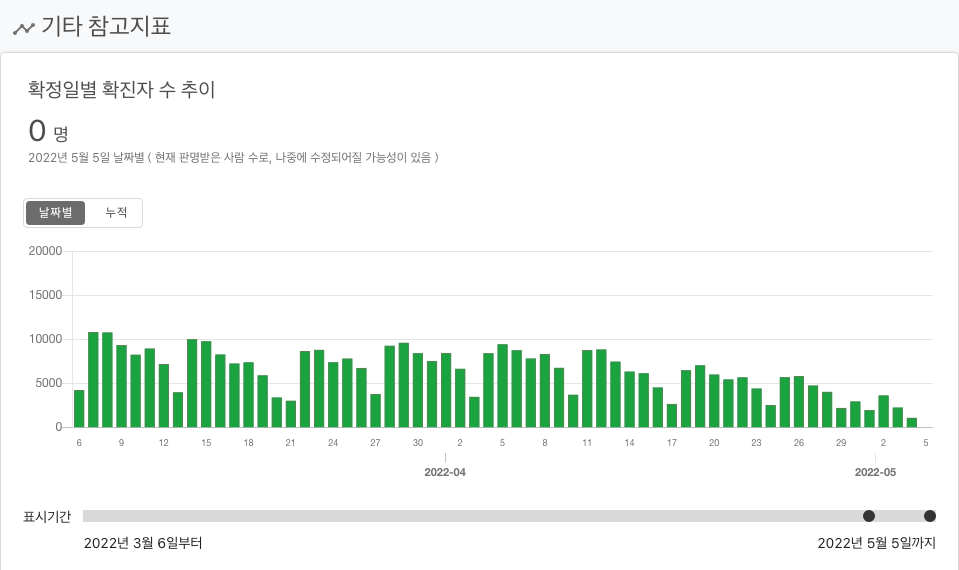 기타 참고지표
확정일별 확진자 수 추이
0 명
2022년 5월 5일 날짜별 ( 현재 판명받은 사람 수로, 나중에 수정되어질 가능성이 있음 )
날짜별 누적
20000
15000
10000
5000
0
6 9 12 15 18 21 24 27 30 2 5 8 11 14 17 20 23 26 29 2 5
2022-04 2022-05
표시기간
2022년 3월 6일부터 2022년 5월 5일까지